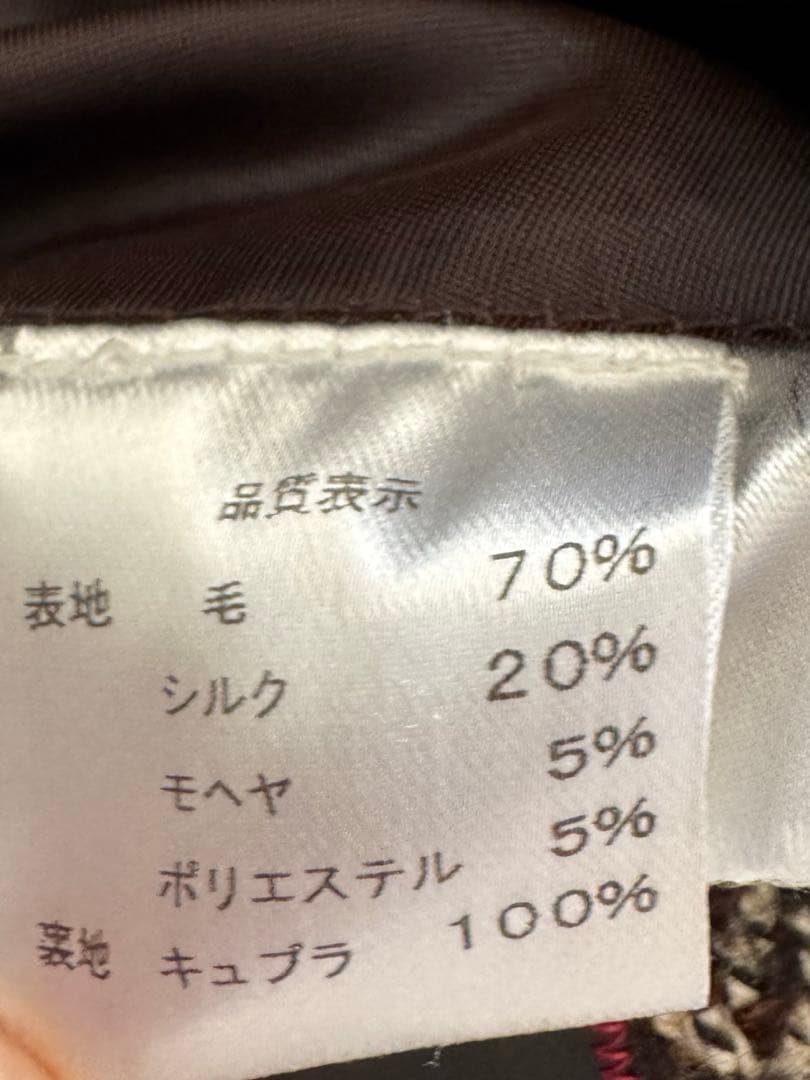 品質表示
表地 毛 70%
シルク 20%
モヘヤ 5%
ポリエステル 5%
表地 キュプラ 100%